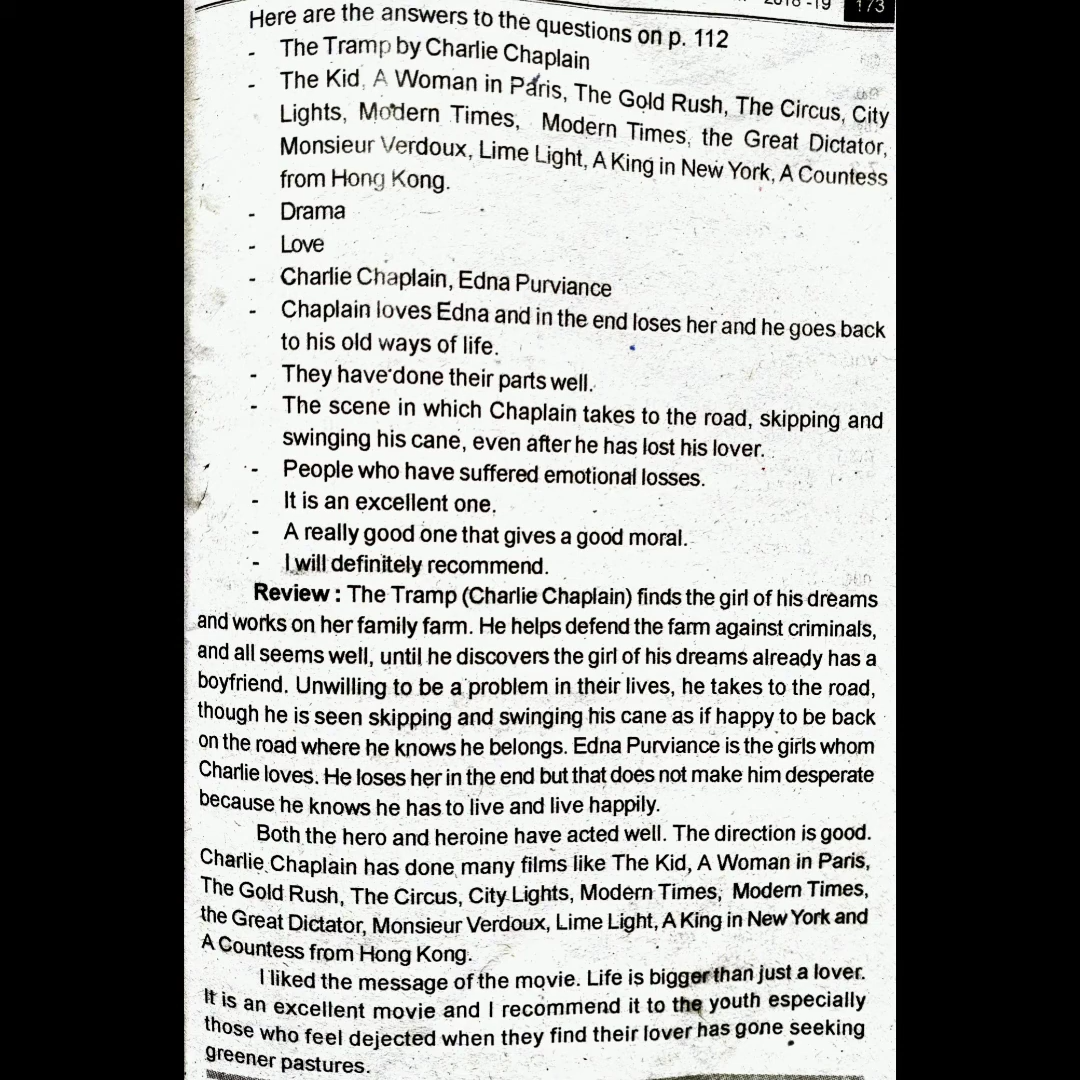 2018 -19 173
Here are the answers to the questions on p. 112
- The Tramp by Charlie Chaplain
- The Kid, A Woman in Paris, The Gold Rush, The Circus, City
Lights, Modern Times, Modern Times, the Great Dictator,
Monsieur Verdoux, Lime Light, A King in New York, A Countess
from Hong Kong.
- Drama
- Love
- Charlie Chaplain, Edna Purviance
- Chaplain loves Edna and in the end loses her and he goes back
to his old ways of life.
- They have done their parts well.
- The scene in which Chaplain takes to the road, skipping and
swinging his cane, even after he has lost his lover.
- People who have suffered emotional losses.
- It is an excellent one.
- A really good one that gives a good moral.
- I will definitely recommend.
Review : The Tramp (Charlie Chaplain) finds the girl of his dreams
and works on her family farm. He helps defend the farm against criminals,
and all seems well, until he discovers the girl of his dreams already has a
boyfriend. Unwilling to be a problem in their lives, he takes to the road,
though he is seen skipping and swinging his cane as if happy to be back
on the road where he knows he belongs. Edna Purviance is the girls whom
Charlie loves. He loses her in the end but that does not make him desperate
because he knows he has to live and live happily.
Both the hero and heroine have acted well. The direction is good.
Charlie Chaplain has done many films like The Kid, A Woman in Paris,
The Gold Rush, The Circus, City Lights, Modern Times, Modern Times,
the Great Dictator, Monsieur Verdoux, Lime Light, A King in New York and
A Countess from Hong Kong.
I liked the message of the movie. Life is bigger than just a lover.
It is an excellent movie and I recommend it to the youth especially
those who feel dejected when they find their lover has gone seeking
greener pastures.